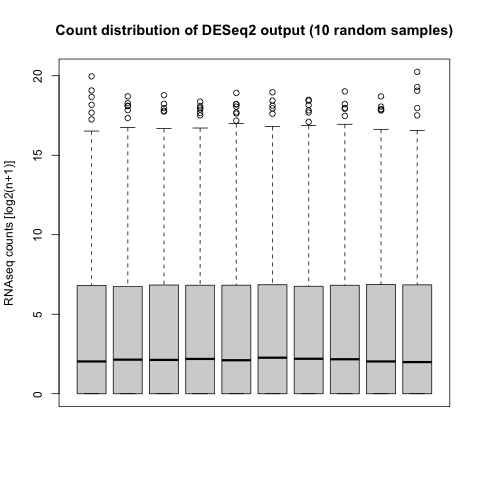 Count distribution of DESeq2 output (10 random samples)
RNAseq counts [log2(n+1)]
20
15
10
5
0